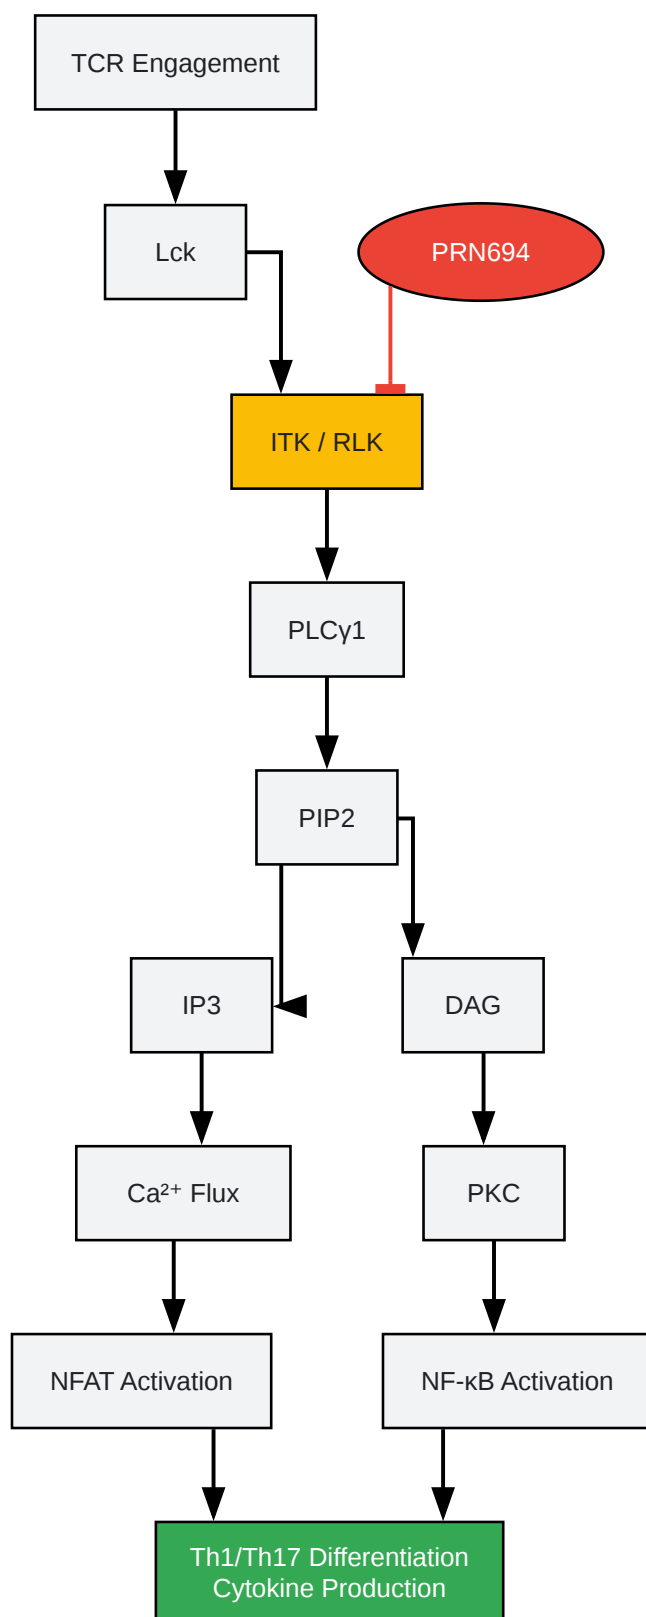 TCR Engagement
Lck
PRN694
ITK / RLK
PLCγ1
PIP2
IP3
DAG
Ca²⁺ Flux
PKC
NFAT Activation
NF-κB Activation
Th1/Th17 Differentiation
Cytokine Production